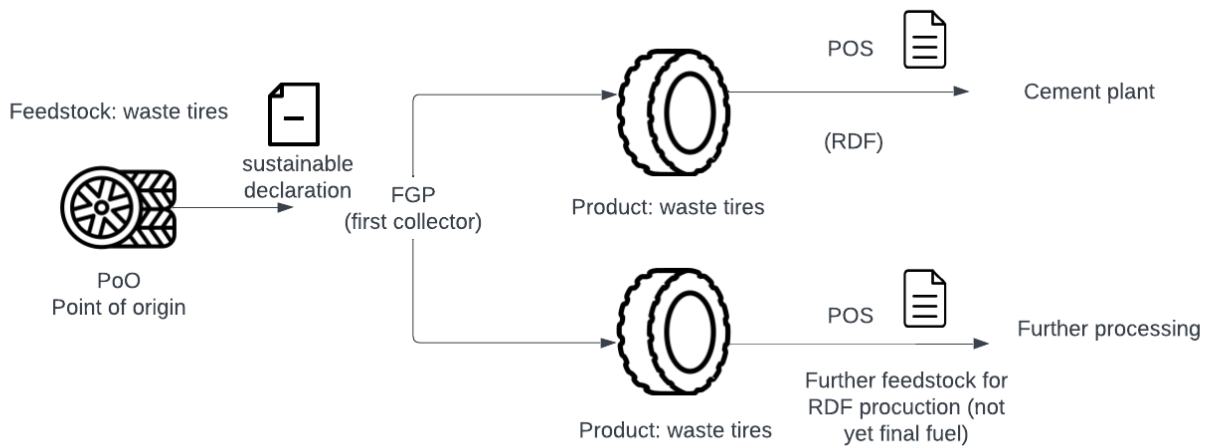 Feedstock: waste tires
sustainable
declaration
PoO
Point of origin
FGP
(first collector)
Product: waste tires
POS
(RDF)
Cement plant
Product: waste tires
POS
Further feedstock for
RDF procuction (not
yet final fuel)
Further processing